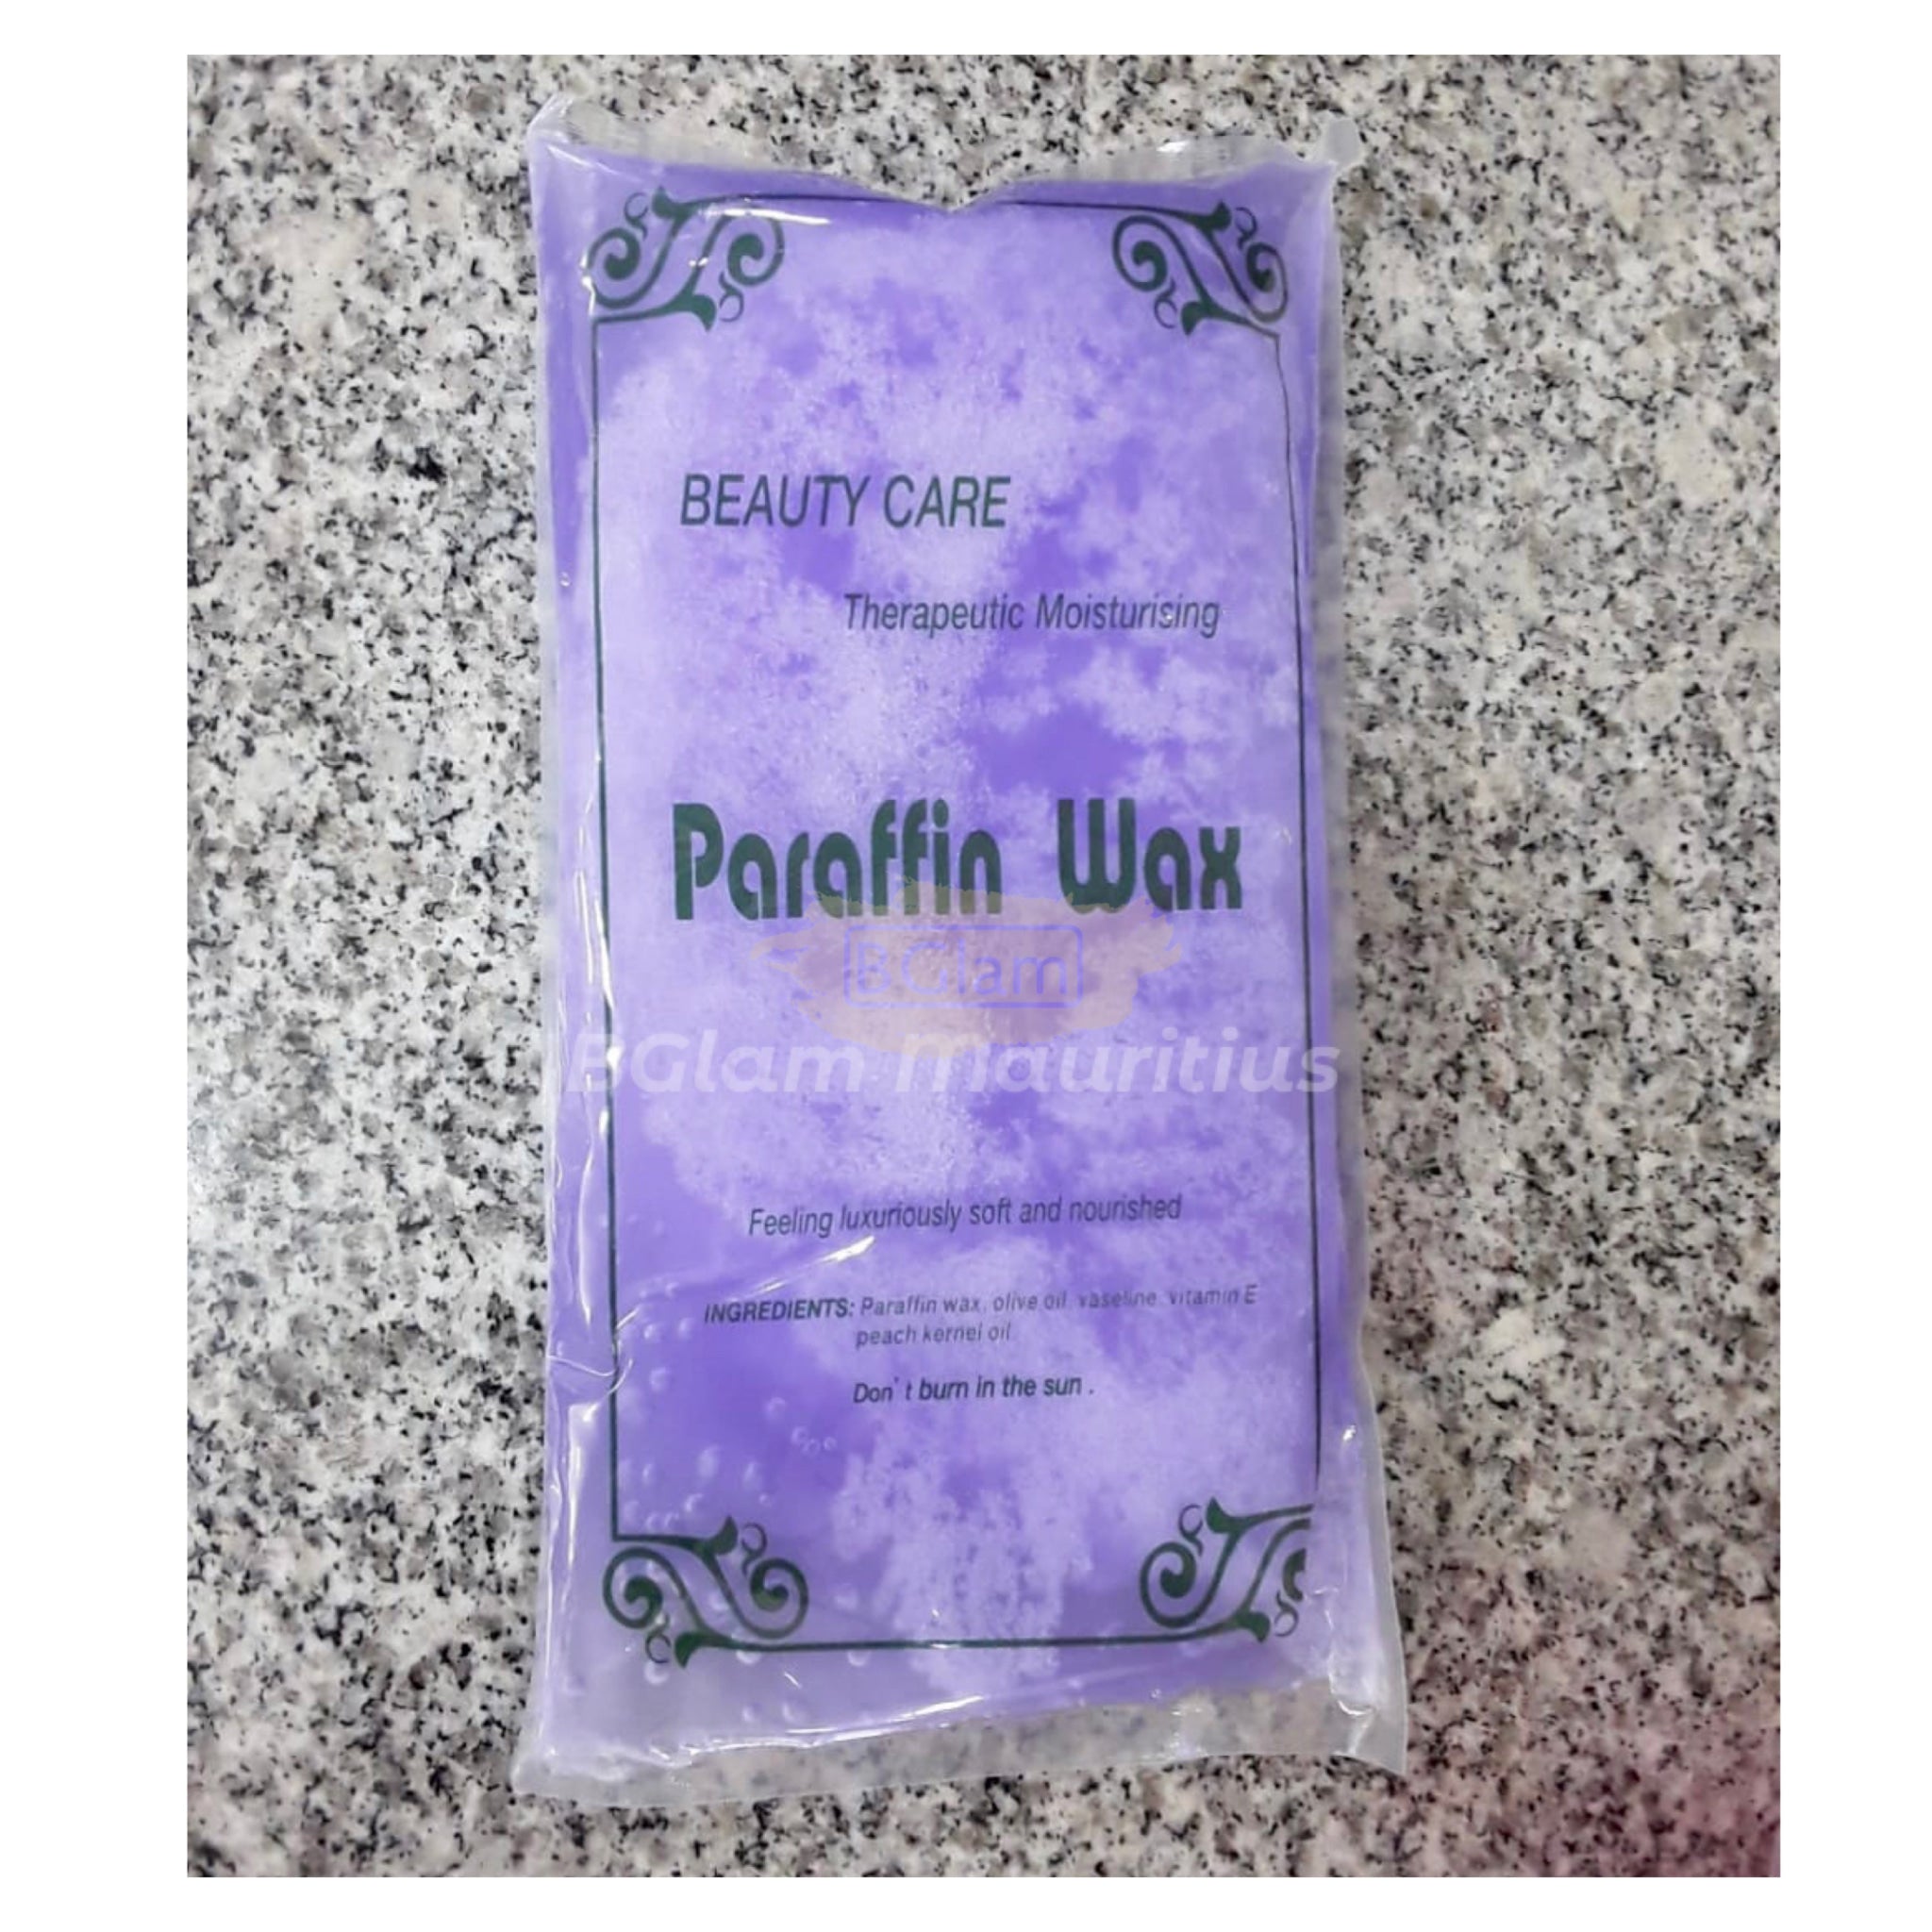 BEAUTY CARE
Therapeutic Moisturising
Paraffin Wax
BGlam
BGlam Mauritius
Feeling luxuriously soft and nourished
INGREDIENTS: Paraffin wax, olive oil, vaseline, vitamin E
peach kernel oil.
Don't burn in the sun .